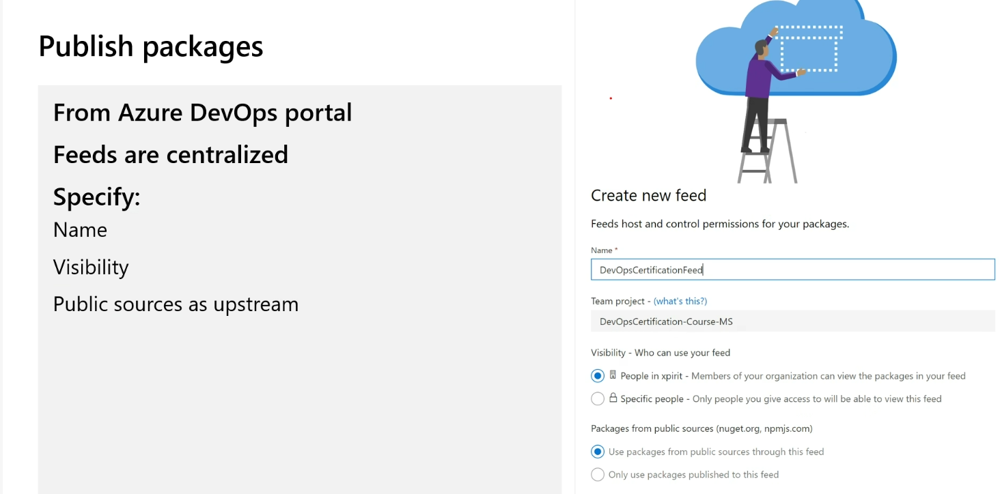 Publish packages
From Azure DevOps portal
Feeds are centralized
Specify:
Name
Visibility
Public sources as upstream
Create new feed
Feeds host and control permissions for your packages.
Name *
DevOpsCertificationFeed
Team project - (what's this?)
DevOpsCertification-Course-MS
Visibility - Who can use your feed
People in xpirit - Members of your organization can view the packages in your feed
Specific people - Only people you give access to will be able to view this feed
Packages from public sources (nuget.org, npmjs.com)
Use packages from public sources through this feed
Only use packages published to this feed